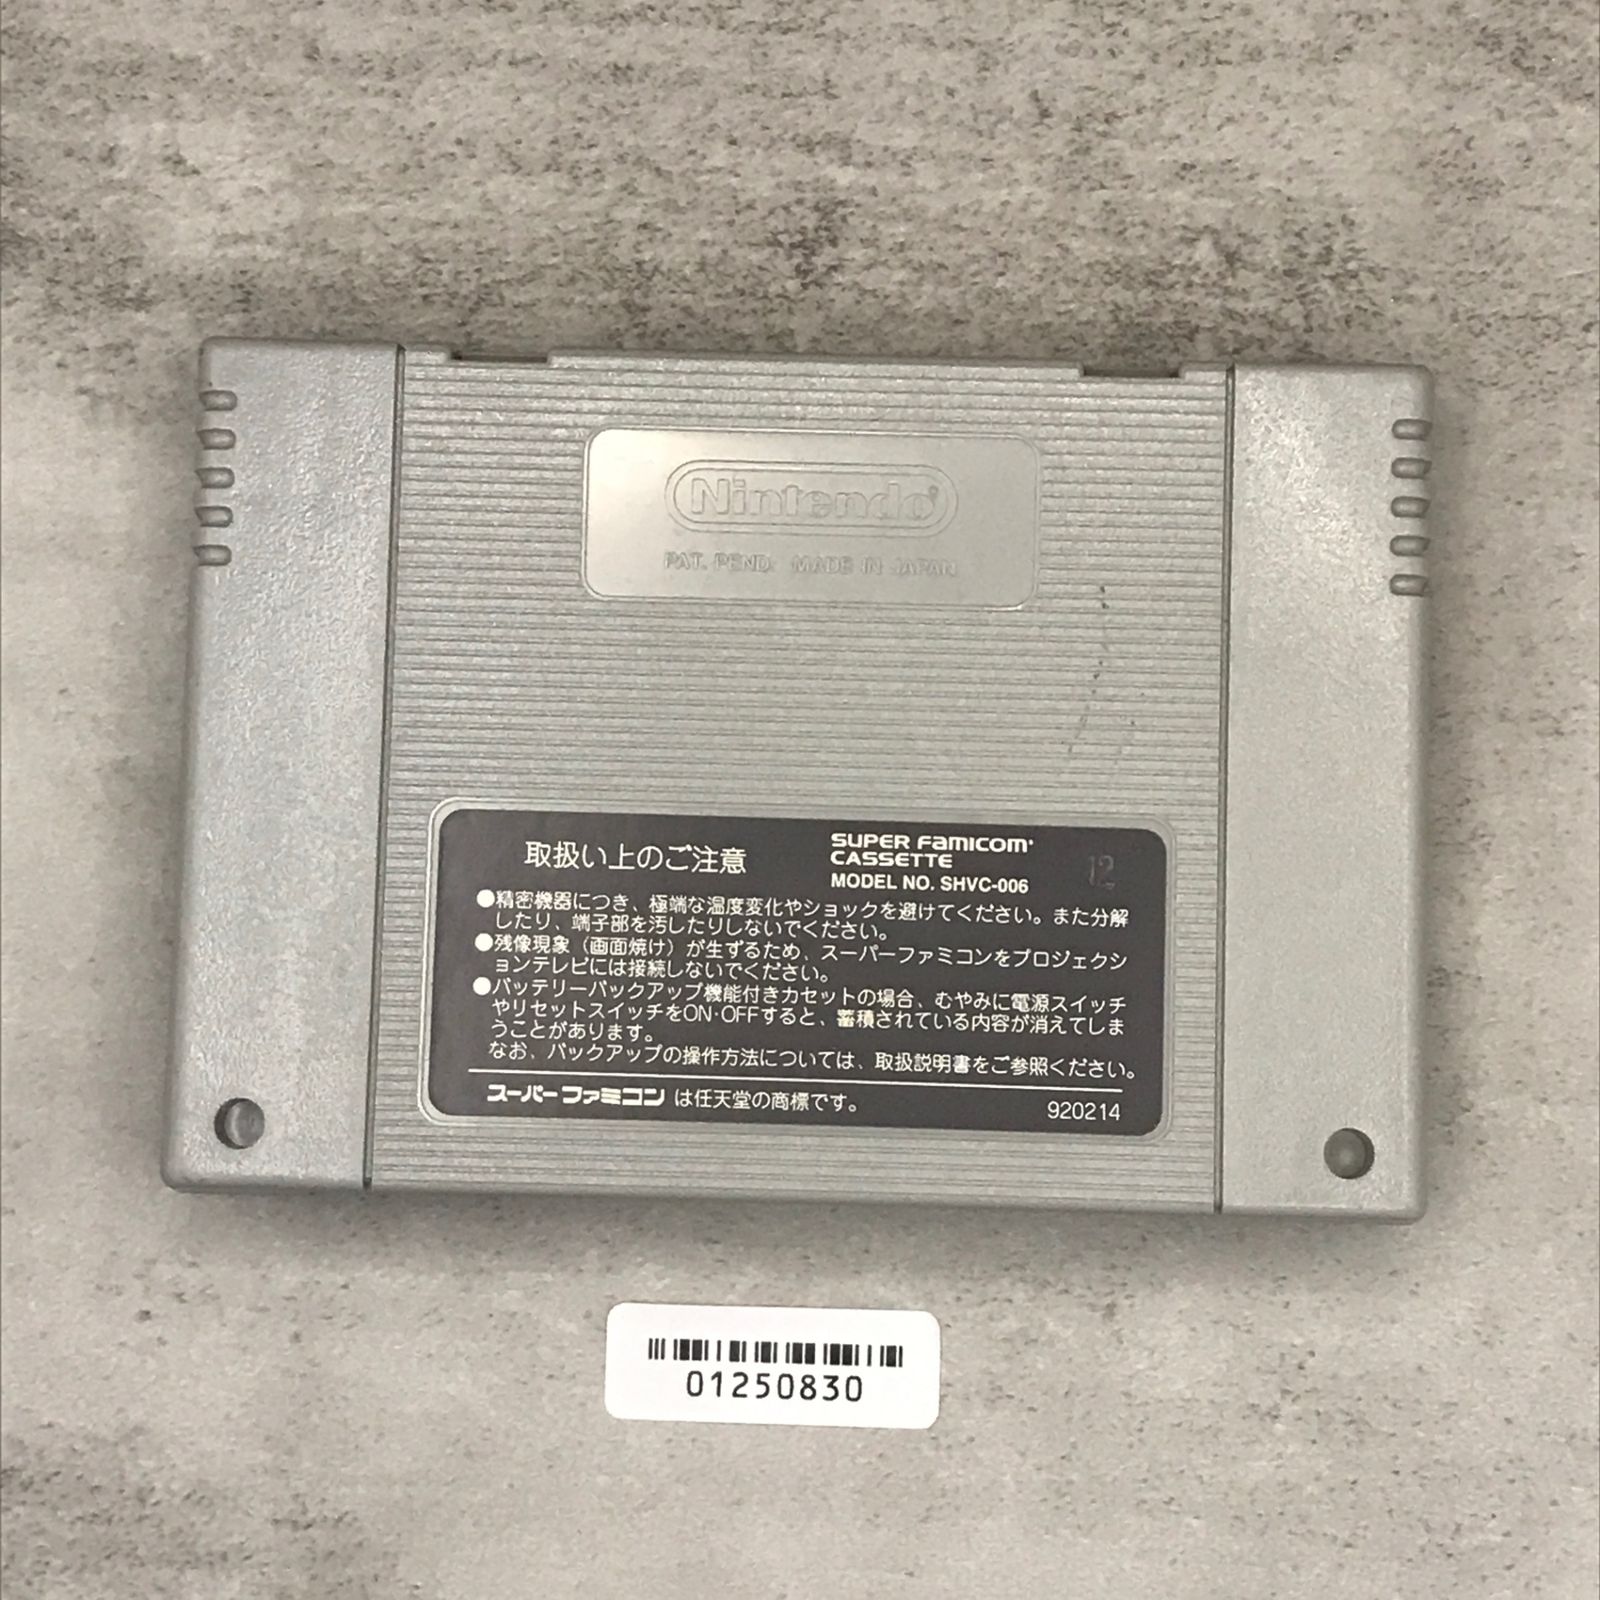 Nintendo
PAT. PEND. MADE IN JAPAN
取扱い上のご注意
SUPER FAMICOM
CASSETTE
MODEL NO. SHVC-006
12
●精密機器につき、極端な温度変化やショックを避けてください。また分解
したり、端子部を汚したりしないでください。
●残像現象(画面焼け)が生ずるため、スーパーファミコンをプロジェクシ
ョンテレビには接続しないでください。
●バッテリーバックアップ機能付きカセットの場合、むやみに電源スイッチ
やリセットスイッチをON·OFFすると、蓄積されている内容が消えてしま
うことがあります。
なお、バックアップの操作方法については、取扱説明書をご参照ください。
スーパーファミコン は任天堂の商標です。
920214
01250830